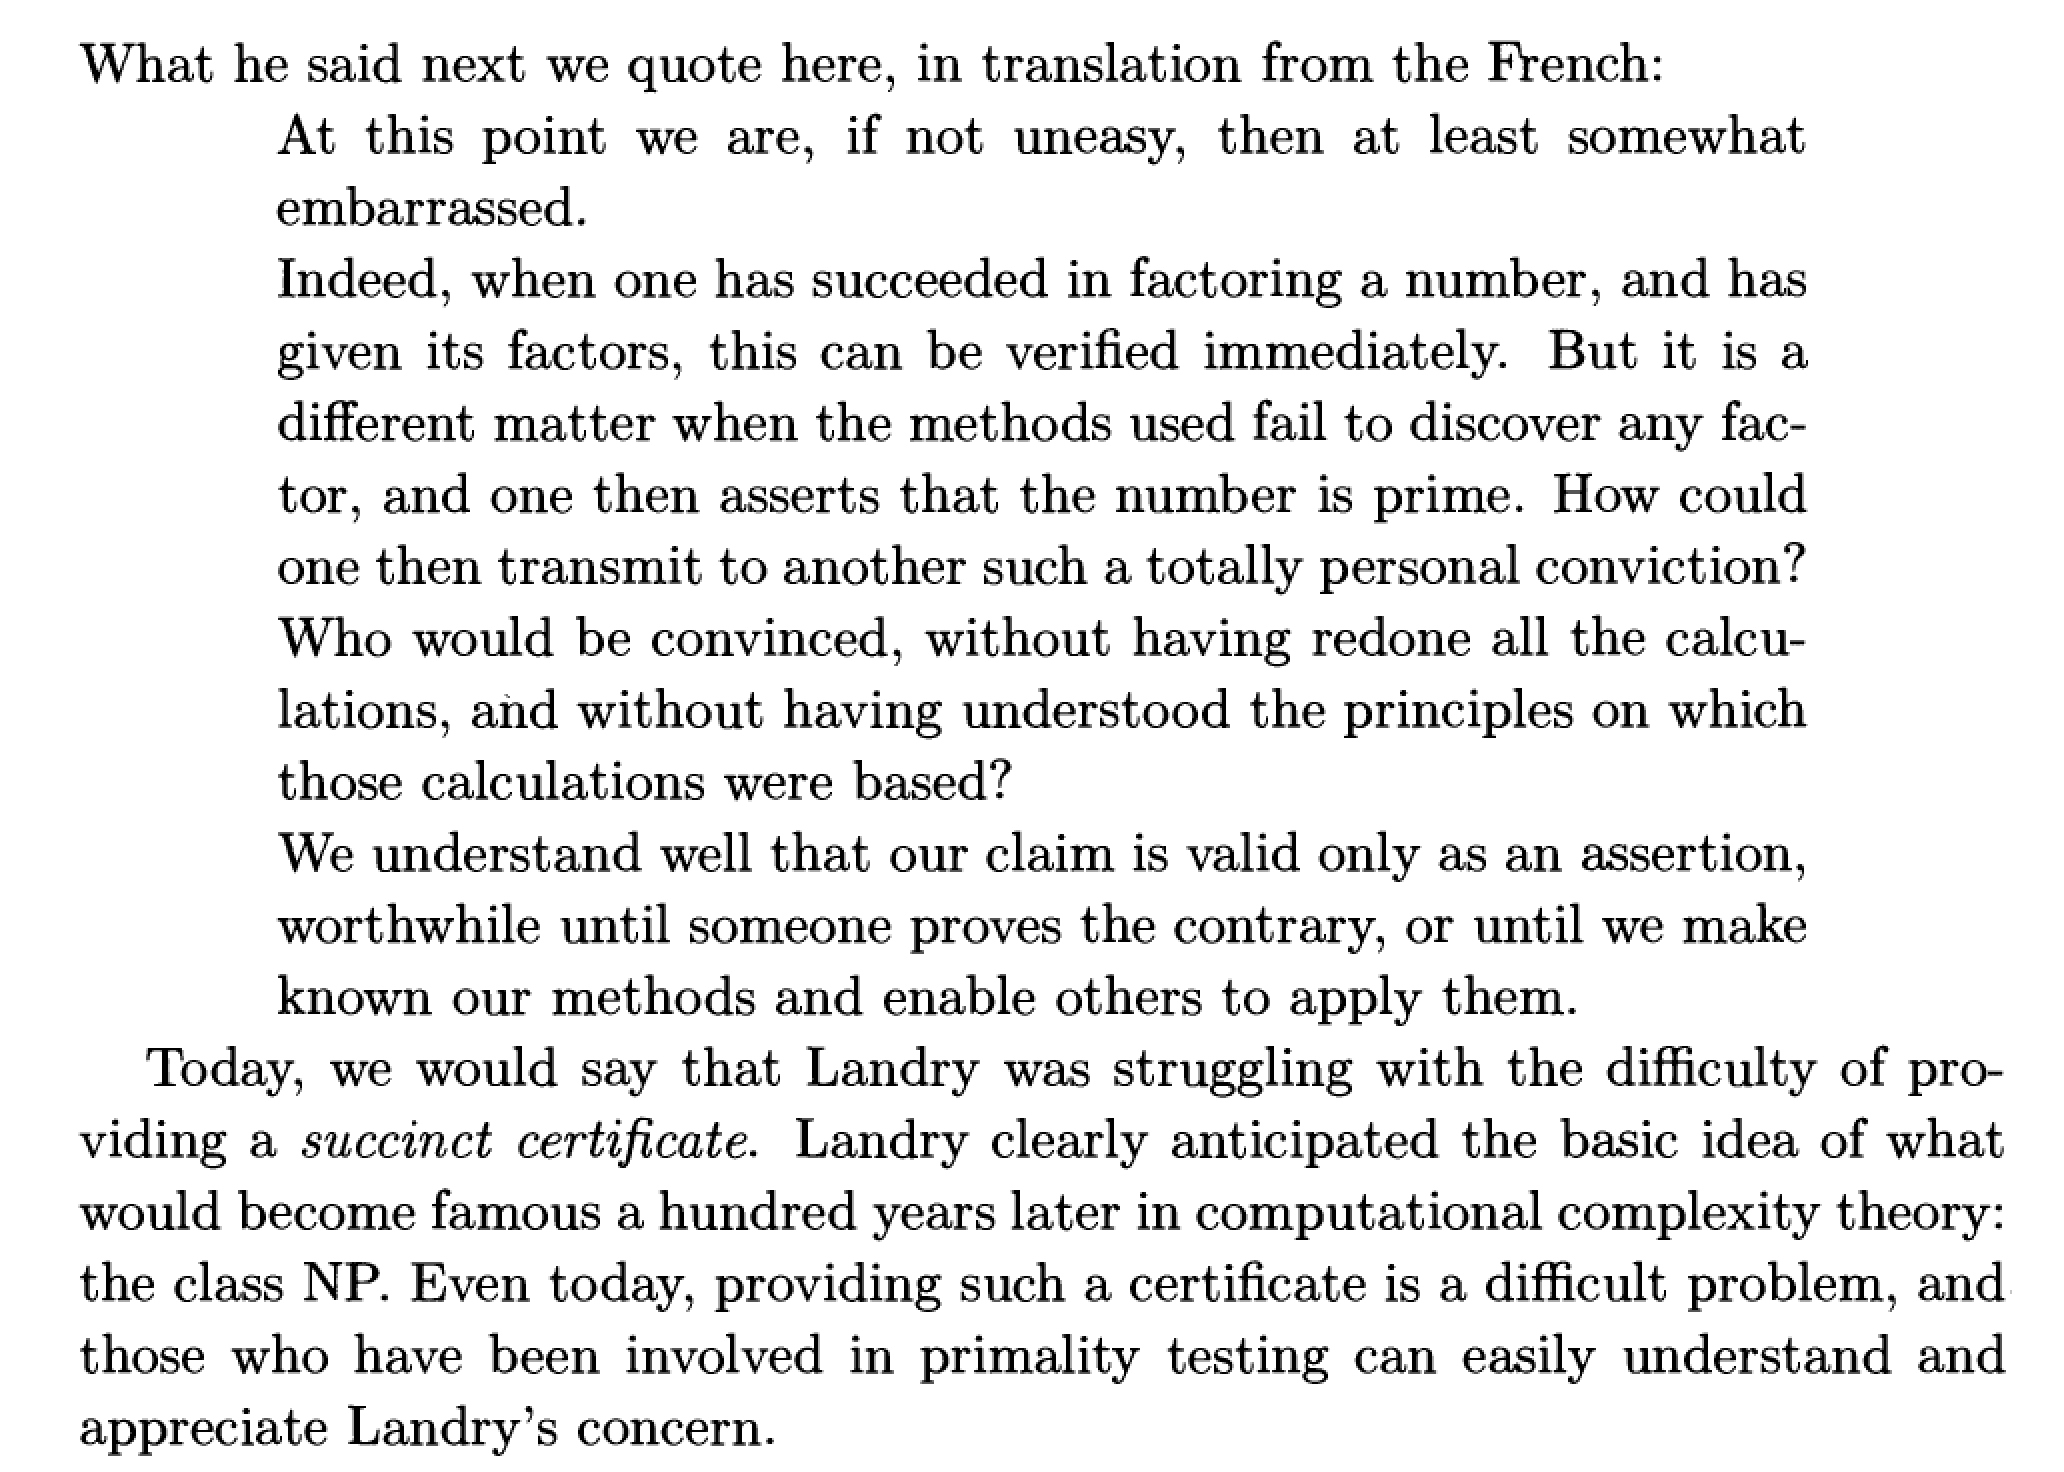 What he said next we quote here, in translation from the French:
At this point we are, if not uneasy, then at least somewhat
embarrassed.
Indeed, when one has succeeded in factoring a number, and has
given its factors, this can be verified immediately. But it is a
different matter when the methods used fail to discover any fac-
tor, and one then asserts that the number is prime. How could
one then transmit to another such a totally personal conviction?
Who would be convinced, without having redone all the calcu-
lations, and without having understood the principles on which
those calculations were based?
We understand well that our claim is valid only as an assertion,
worthwhile until someone proves the contrary, or until we make
known our methods and enable others to apply them.
Today, we would say that Landry was struggling with the difficulty of pro-
viding a succinct certificate. Landry clearly anticipated the basic idea of what
would become famous a hundred years later in computational complexity theory:
the class NP. Even today, providing such a certificate is a difficult problem, and
those who have been involved in primality testing can easily understand and
appreciate Landry's concern.